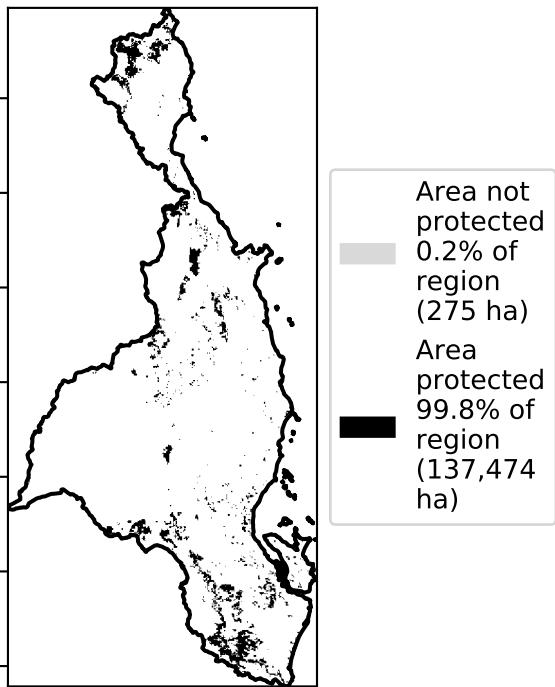 Area not
protected
0.2% of
region
(275 ha)
Area
protected
99.8% of
region
(137,474
ha)